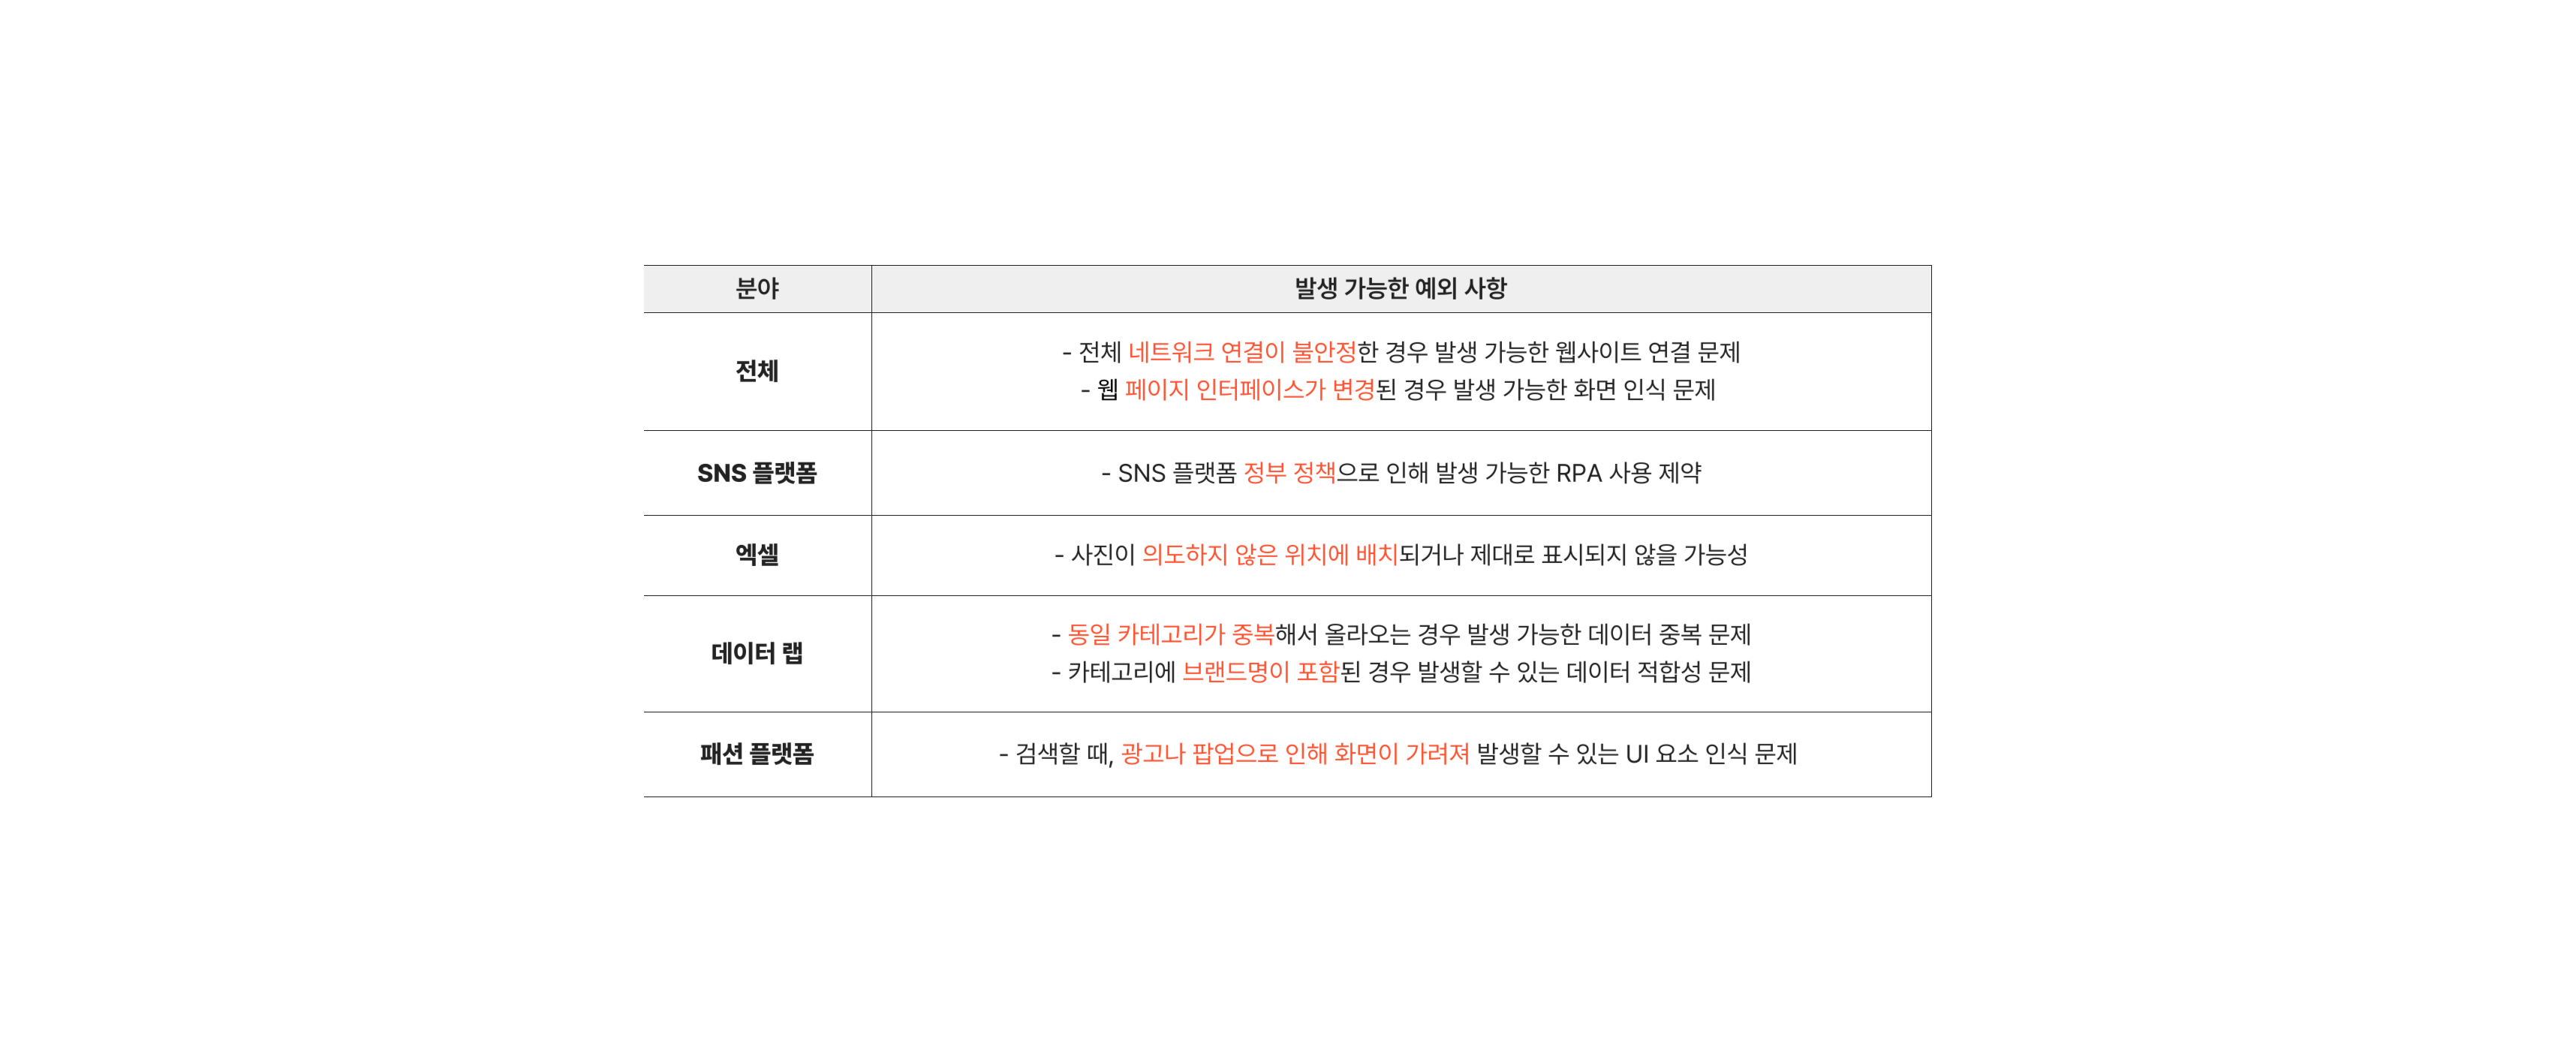 분야
발생 가능한 예외 사항
전체
- 전체 네트워크 연결이 불안정한 경우 발생 가능한 웹사이트 연결 문제
- 웹 페이지 인터페이스가 변경된 경우 발생 가능한 화면 인식 문제
SNS 플랫폼
- SNS 플랫폼 정부 정책으로 인해 발생 가능한 RPA 사용 제약
엑셀
- 사진이 의도하지 않은 위치에 배치되거나 제대로 표시되지 않을 가능성
데이터 랩
- 동일 카테고리가 중복해서 올라오는 경우 발생 가능한 데이터 중복 문제
- 카테고리에 브랜드명이 포함된 경우 발생할 수 있는 데이터 적합성 문제
패션 플랫폼
- 검색할 때, 광고나 팝업으로 인해 화면이 가려져 발생할 수 있는 UI 요소 인식 문제